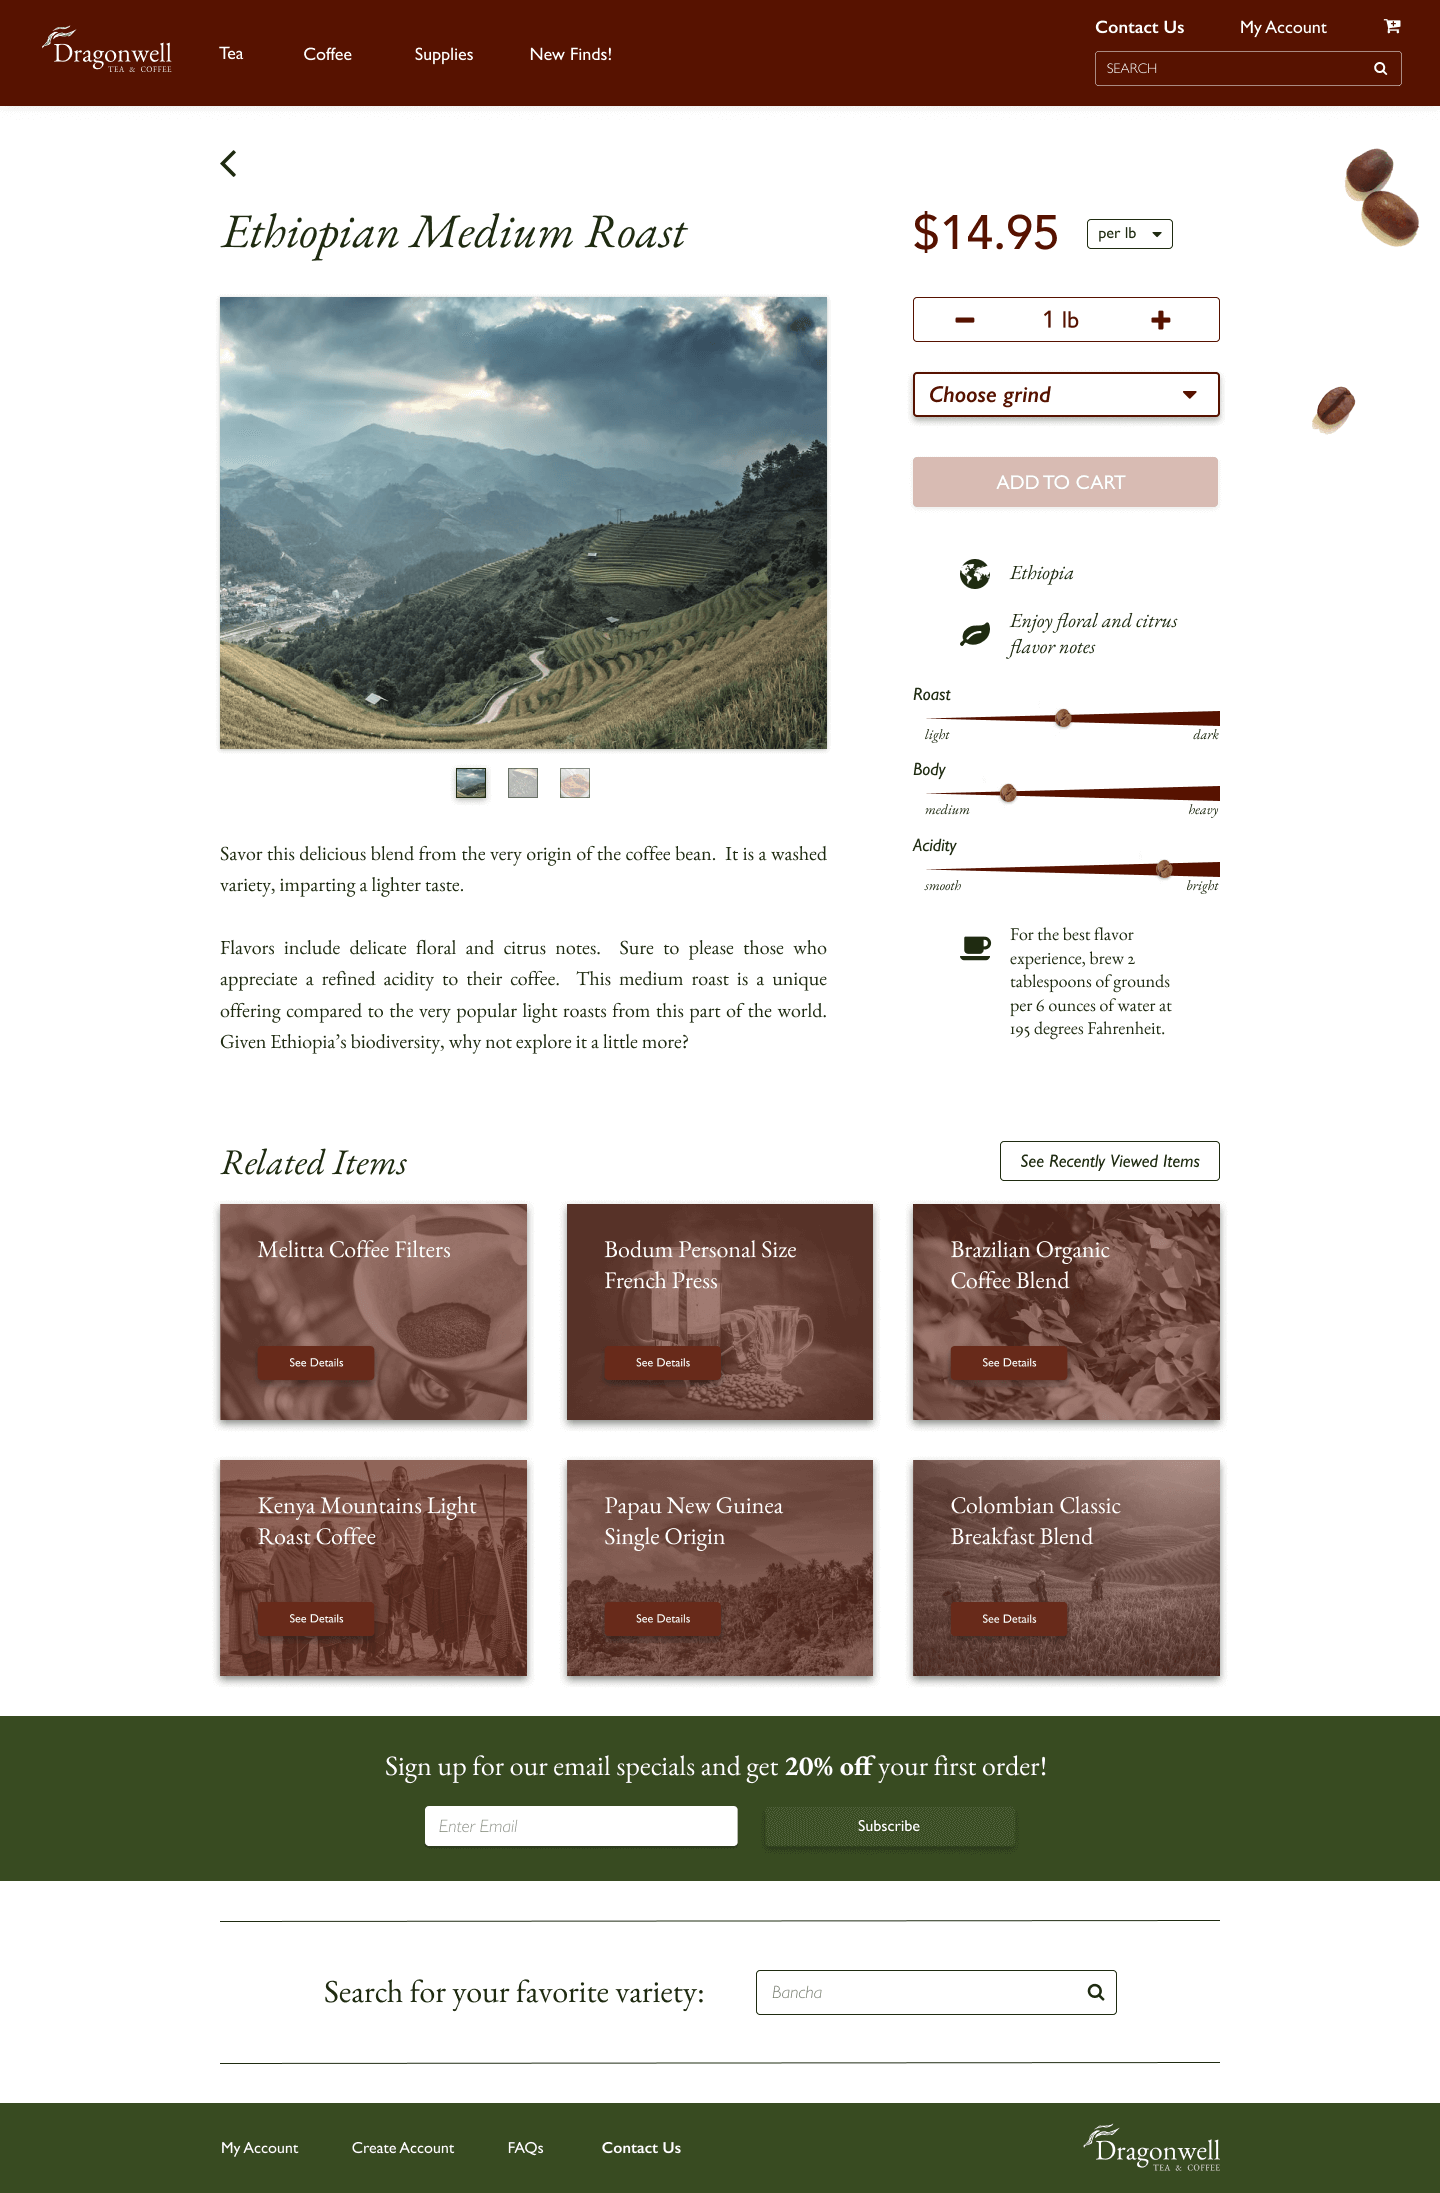 Dragonwell
TEA & COFFEE
Tea
Coffee
Supplies
New Finds!
Contact Us
My Account
SEARCH
Ethiopian Medium Roast
$14.95
per lb
1 lb
Choose grind
ADD TO CART
Ethiopia
Enjoy floral and citrus
flavor notes
Roast
light
dark
Body
medium
heavy
Acidity
smooth
bright
For the best flavor
experience, brew 2
tablespoons of grounds
per 6 ounces of water at
195 degrees Fahrenheit.
Savor this delicious blend from the very origin of the coffee bean. It is a washed
variety, imparting a lighter taste.
Flavors include delicate floral and citrus notes. Sure to please those who
appreciate a refined acidity to their coffee. This medium roast is a unique
offering compared to the very popular light roasts from this part of the world.
Given Ethiopia's biodiversity, why not explore it a little more?
Related Items
See Recently Viewed Items
Melitta Coffee Filters
See Details
Bodum Personal Size
French Press
See Details
Brazilian Organic
Coffee Blend
See Details
Kenya Mountains Light
Roast Coffee
See Details
Papau New Guinea
Single Origin
See Details
Colombian Classic
Breakfast Blend
See Details
Sign up for our email specials and get 20% off your first order!
Enter Email
Subscribe
Search for your favorite variety:
Bancha
My Account
Create Account
FAQs
Contact Us
Dragonwell
TEA & COFFEE